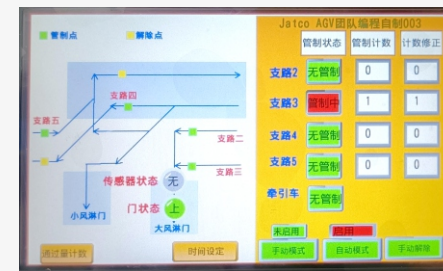 管制点 解除点
支路四
支路五
支路二
支路三
传感器状态 无
门状态 上
小风淋门
大风淋门
通过量计数 时间设定
Jatco AGV团队编程自制003
管制状态 管制计数 计数修正
支路2 无管制 0 0
支路3 管制中 1 1
支路4 无管制 0 0
支路5 无管制 0 0
牵引车 无管制
未启用 启用
手动模式 自动模式 手动解除